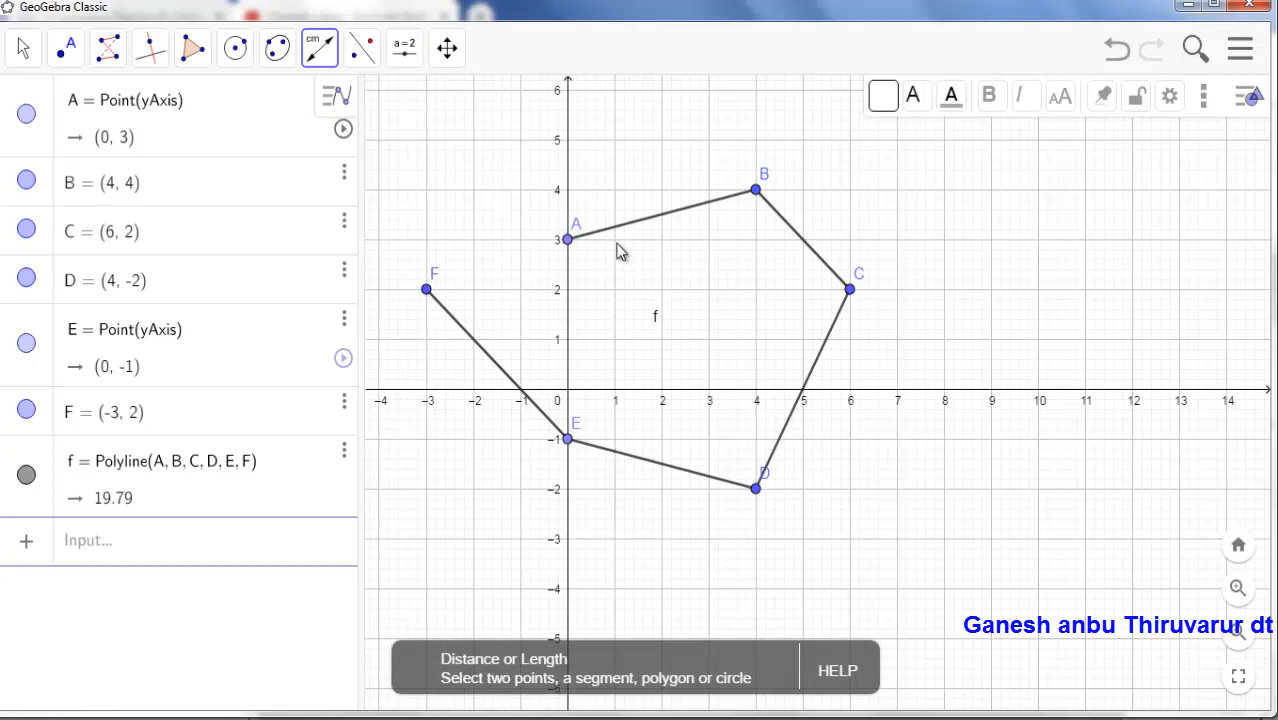 GeoGebra Classic
A
cm
a=2
A A B I AA
A = Point(yAxis)
→ (0, 3)
B = (4, 4)
C = (6, 2)
D = (4, -2)
E = Point(yAxis)
→ (0, -1)
F = (-3, 2)
f = Polyline(A, B, C, D, E, F)
→ 19.79
+ Input...
6
5
4
3
2
1
0
−1
−2
−3
−4
−5
−4 −3 −2 −1 1 2 3 4 5 6 7 8 9 10 11 12 13 14
A
B
C
D
E
F
f
Ganesh anbu Thiruvarur dt
Distance or Length
Select two points, a segment, polygon or circle
HELP